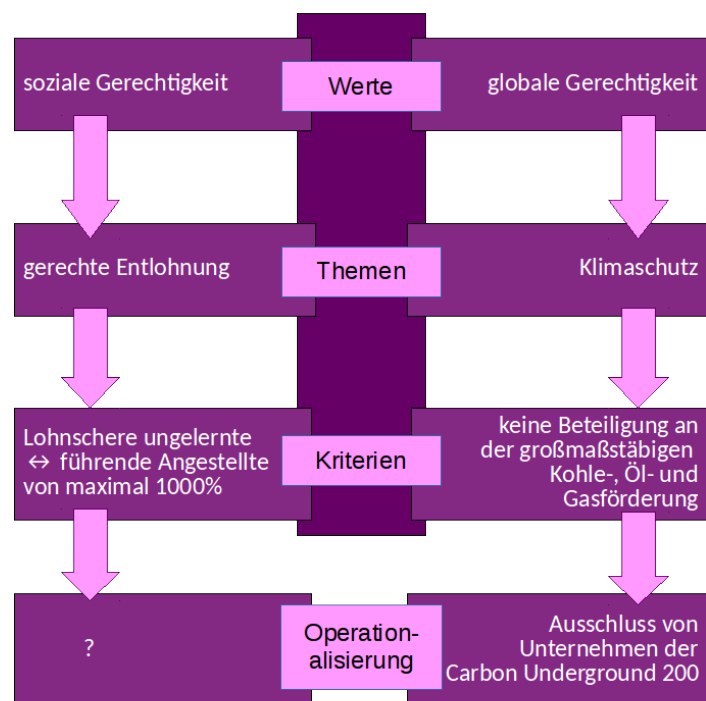 soziale Gerechtigkeit
Werte
globale Gerechtigkeit
gerechte Entlohnung
Themen
Klimaschutz
Lohnschere ungelernte
↔ führende Angestellte
von maximal 1000%
Kriterien
keine Beteiligung an
der großmaßstäbigen
Kohle-, Öl- und
Gasförderung
?
Operation-
alisierung
Ausschluss von
Unternehmen der
Carbon Underground 200